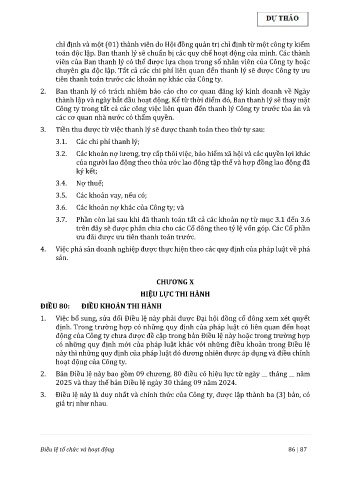 DỰ THẢO
chỉ định và một (01) thành viên do Hội đồng quản trị chỉ định từ một công ty kiểm
toán độc lập. Ban thanh lý sẽ chuẩn bị các quy chế hoạt động của mình. Các thành
viên của Ban thanh lý có thể được lựa chọn trong số nhân viên của Công ty hoặc
chuyên gia độc lập. Tất cả các chi phí liên quan đến thanh lý sẽ được Công ty ưu
tiên thanh toán trước các khoản nợ khác của Công ty.
2. Ban thanh lý có trách nhiệm báo cáo cho cơ quan đăng ký kinh doanh về Ngày
thành lập và ngày bắt đầu hoạt động. Kể từ thời điểm đó, Ban thanh lý sẽ thay mặt
Công ty trong tất cả các công việc liên quan đến thanh lý Công ty trước tòa án và
các cơ quan nhà nước có thẩm quyền.
3. Tiền thu được từ việc thanh lý sẽ được thanh toán theo thứ tự sau:
3.1. Các chi phí thanh lý;
3.2. Các khoản nợ lương, trợ cấp thôi việc, bảo hiểm xã hội và các quyền lợi khác
của người lao động theo thỏa ước lao động tập thể và hợp đồng lao động đã
ký kết;
3.4. Nợ thuế;
3.5. Các khoản vay, nếu có;
3.6. Các khoản nợ khác của Công ty; và
3.7. Phần còn lại sau khi đã thanh toán tất cả các khoản nợ từ mục 3.1 đến 3.6
trên đây sẽ được phân chia cho các Cổ đông theo tỷ lệ vốn góp. Các Cổ phần
ưu đãi được ưu tiên thanh toán trước.
4. Việc phá sản doanh nghiệp được thực hiện theo các quy định của pháp luật về phá
sản.
CHƯƠNG X
HIỆU LỰC THI HÀNH
ĐIỀU 80: ĐIỀU KHOẢN THI HÀNH
1. Việc bổ sung, sửa đổi Điều lệ này phải được Đại hội đồng cổ đông xem xét quyết
định. Trong trường hợp có những quy định của pháp luật có liên quan đến hoạt
động của Công ty chưa được đề cập trong bản Điều lệ này hoặc trong trường hợp
có những quy định mới của pháp luật khác với những điều khoản trong Điều lệ
này thì những quy định của pháp luật đó đương nhiên được áp dụng và điều chỉnh
hoạt động của Công ty.
2. Bản Điều lệ này bao gồm 09 chương, 80 điều có hiệu lực từ ngày __ tháng __ năm
2025 và thay thế bản Điều lệ ngày 30 tháng 09 năm 2024.
3. Điều lệ này là duy nhất và chính thức của Công ty, được lập thành ba (3) bản, có
giá trị như nhau.
Điều lệ tổ chức và hoạt động 86 | 87